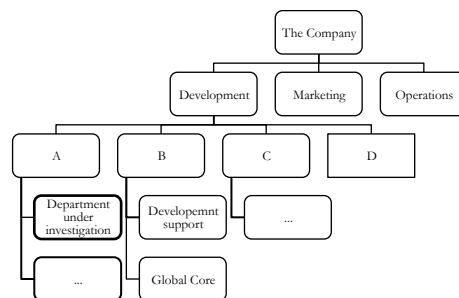 The Company
Development
Marketing
Operations
A
B
C
D
Department
under
investigation
Developemnt
support
...
...
Global Core